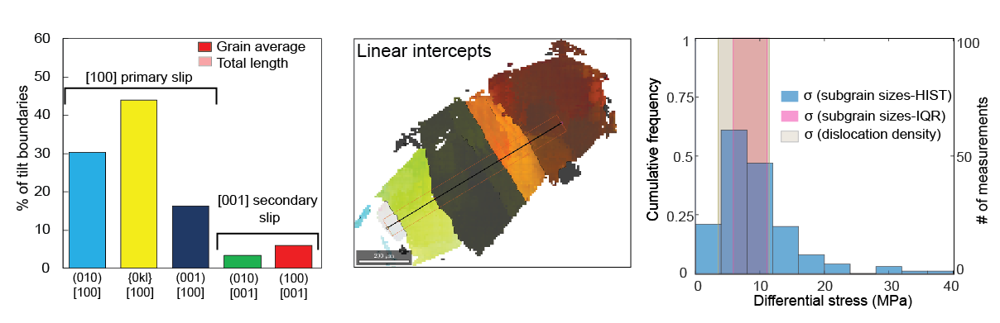 60
50
40
30
20
10
0
% of tilt boundaries
Grain average
Total length
[100] primary slip
[001] secondary
slip
(010)
[100]
{0kl}
[100]
(001)
[100]
(010)
[001]
(100)
[001]
Linear intercepts
200 μm
1
0.75
0.5
0.25
0
Cumulative frequency
100
50
0
# of measurements
σ (subgrain sizes-HIST)
σ (subgrain sizes-IQR)
σ (dislocation density)
0
10
20
30
40
Differential stress (MPa)